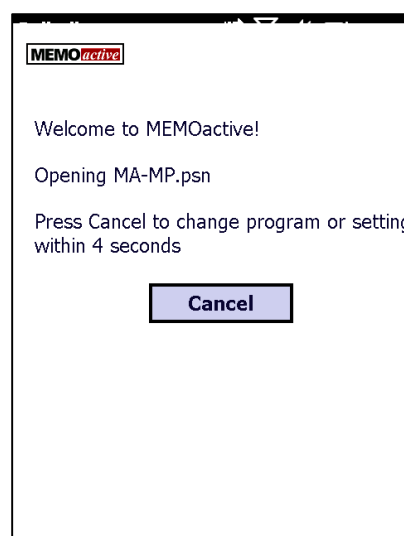 MEMOactive
Welcome to MEMOactive!
Opening MA-MP.psn
Press Cancel to change program or setting
within 4 seconds
Cancel